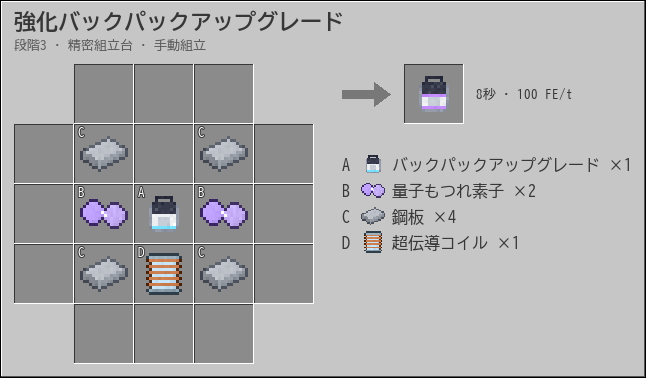 強化バックパックアップグレード
段階3 · 精密組立台 · 手動組立
8秒 · 100 FE/t
C C
B A B
C D C
A バックパックアップグレード ×1
B 量子もつれ素子 ×2
C 鋼板 ×4
D 超伝導コイル ×1